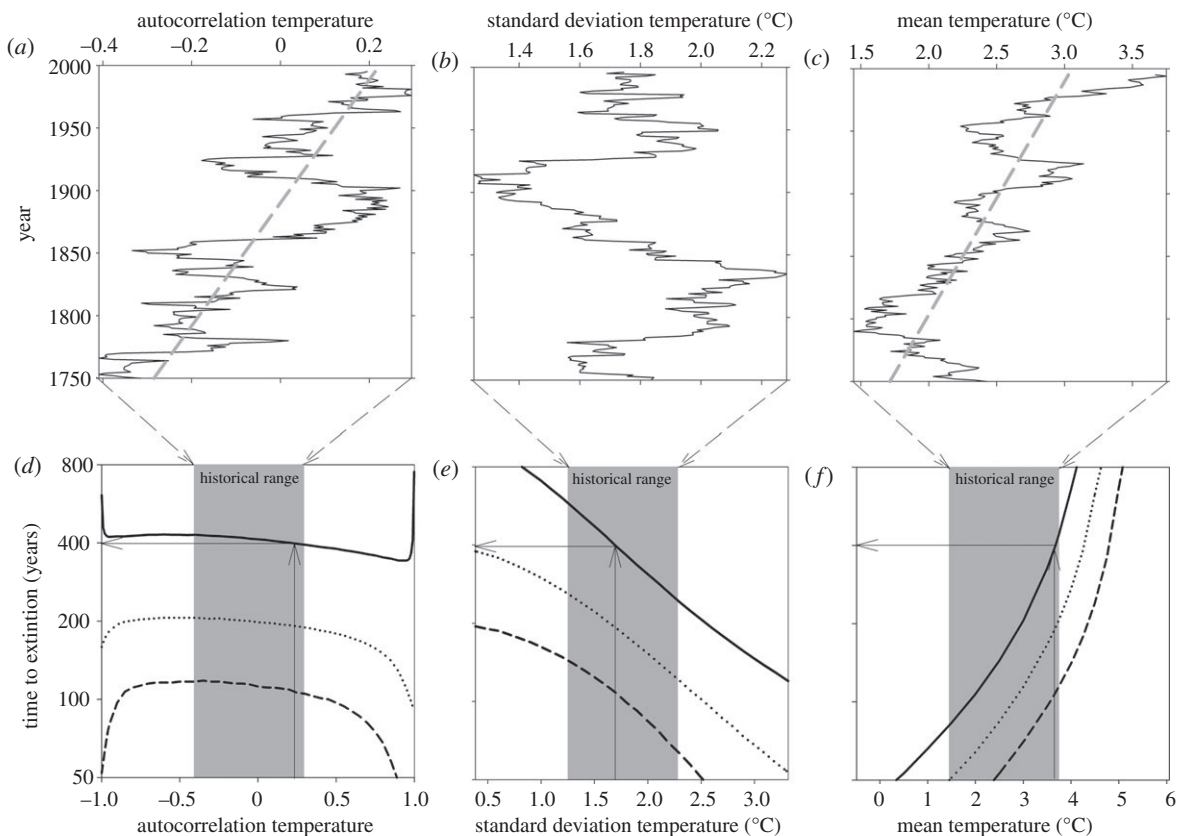 autocorrelation temperature
standard deviation temperature (°C)
mean temperature (°C)
(a) −0.4 −0.2 0 0.2
(b) 1.4 1.6 1.8 2.0 2.2
(c) 1.5 2.0 2.5 3.0 3.5
year
2000
1950
1900
1850
1800
1750
(d)
(e)
(f)
historical range
historical range
historical range
time to extintion (years)
800
400
200
100
50
−1.0 −0.5 0 0.5 1.0
0.5 1.0 1.5 2.0 2.5 3.0
0 1 2 3 4 5 6
autocorrelation temperature
standard deviation temperature (°C)
mean temperature (°C)